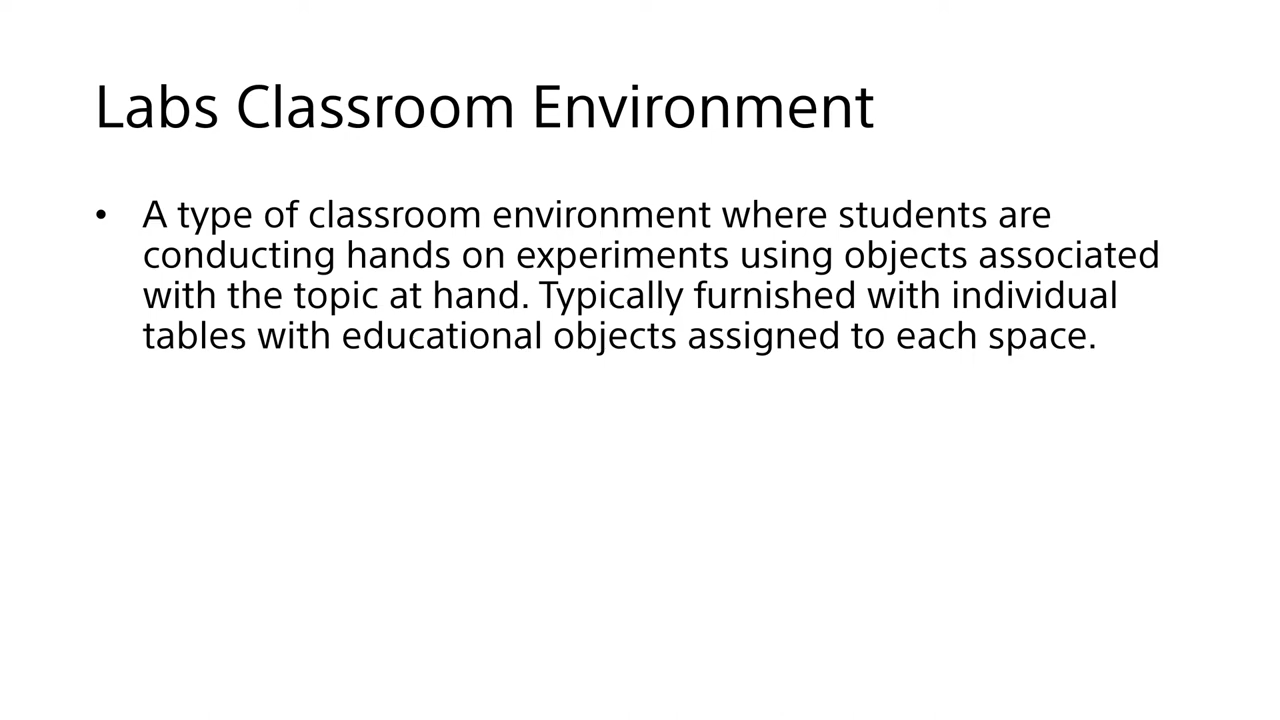 Labs Classroom Environment
• A type of classroom environment where students are
conducting hands on experiments using objects associated
with the topic at hand. Typically furnished with individual
tables with educational objects assigned to each space.